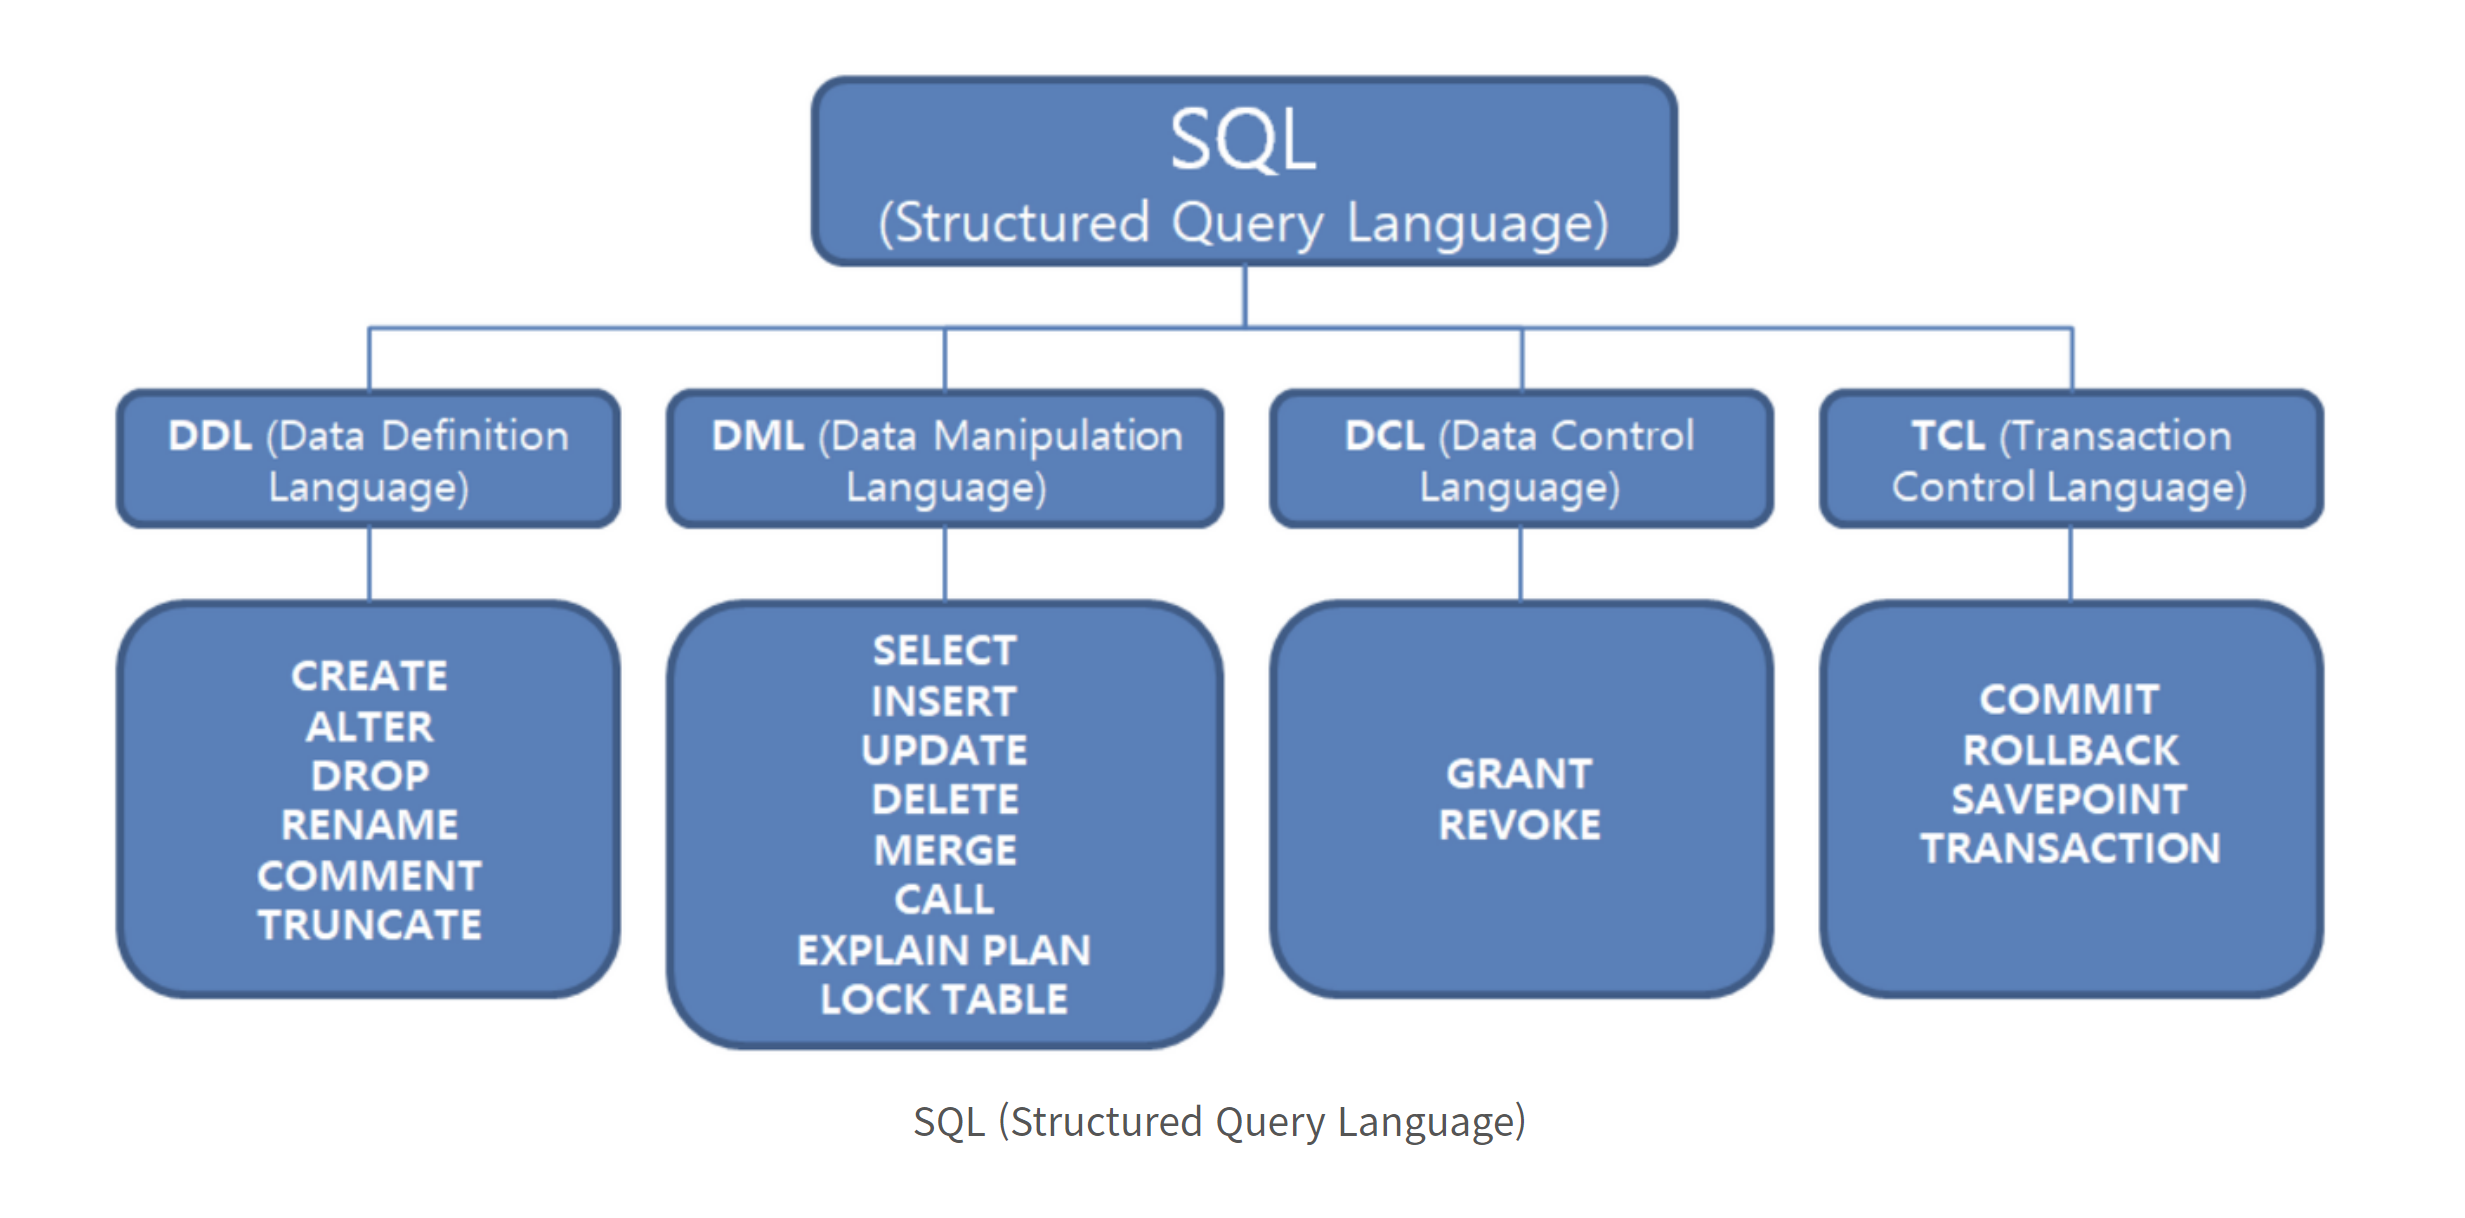 SQL
(Structured Query Language)
DDL (Data Definition
Language)
DML (Data Manipulation
Language)
DCL (Data Control
Language)
TCL (Transaction
Control Language)
CREATE
ALTER
DROP
RENAME
COMMENT
TRUNCATE
SELECT
INSERT
UPDATE
DELETE
MERGE
CALL
EXPLAIN PLAN
LOCK TABLE
GRANT
REVOKE
COMMIT
ROLLBACK
SAVEPOINT
TRANSACTION
SQL (Structured Query Language)